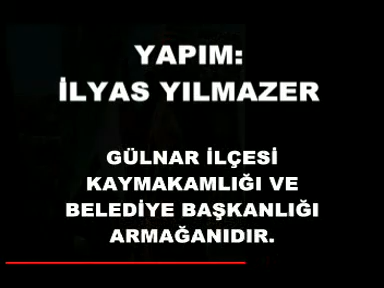 YAPIM:
İLYAS YILMAZER
GÜLNAR İLÇESİ
KAYMAKAMLIĞI VE
BELEDİYE BAŞKANLIĞI
ARMAĞANIDIR.